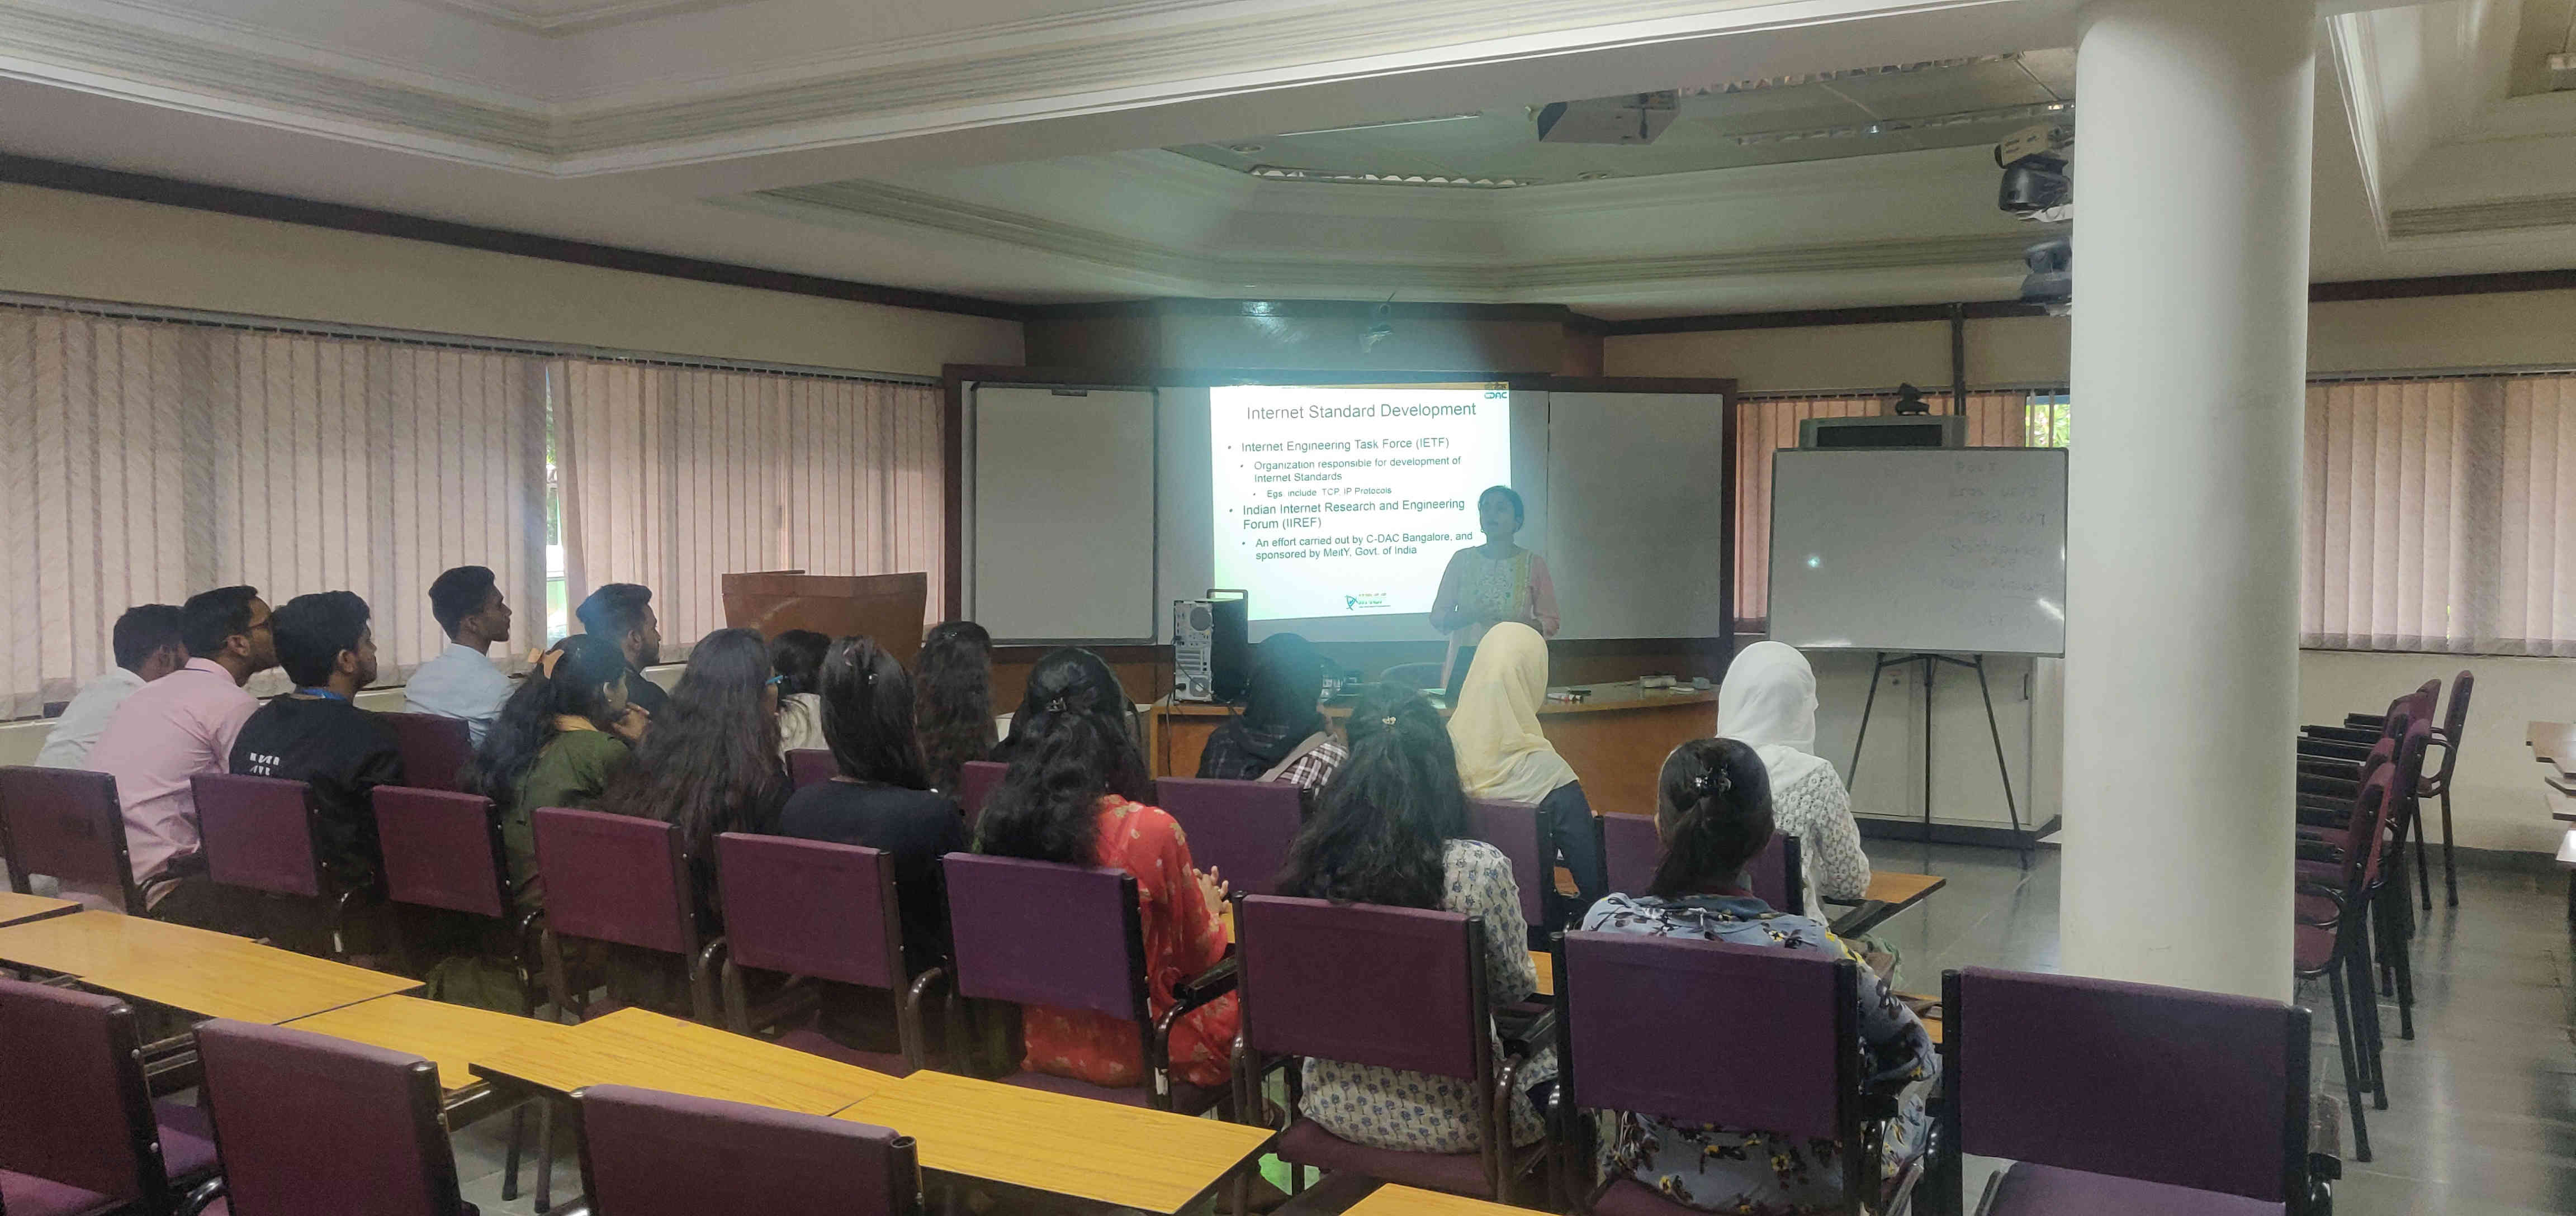 CDAC
Internet Standard Development
• Internet Engineering Task Force (IETF)
• Organization responsible for development of
Internet Standards
• Egs include TCP, IP Protocols
• Indian Internet Research and Engineering
Forum (IIREF)
• An effort carried out by C-DAC Bangalore, and
sponsored by MeitY, Govt. of India